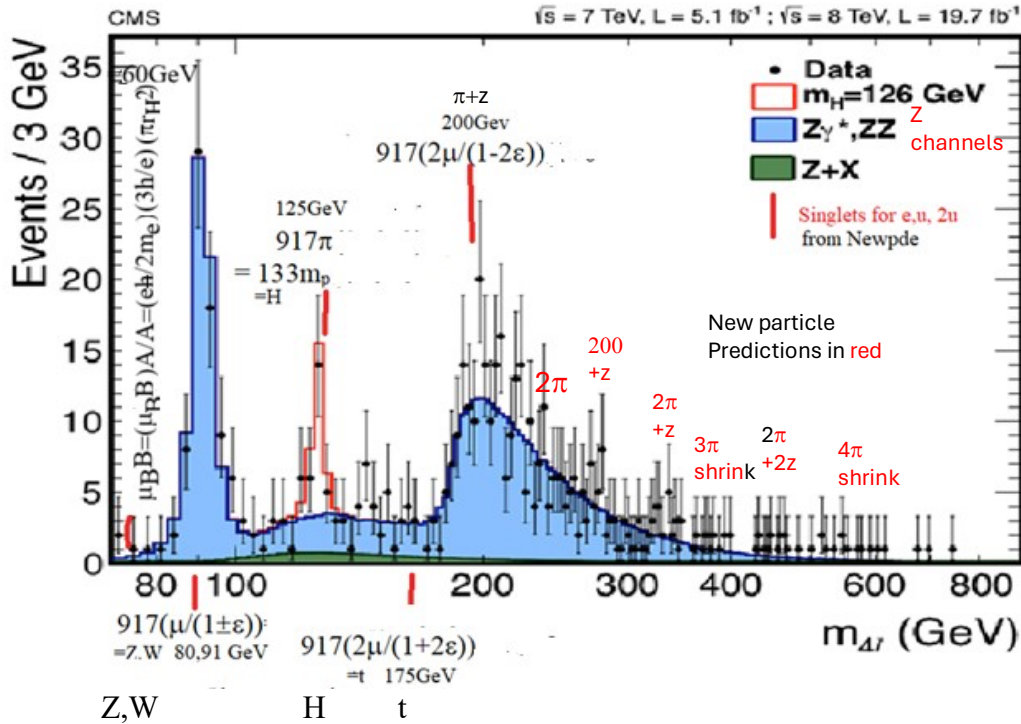 CMS
√s = 7 TeV, L = 5.1 fb⁻¹ ; √s = 8 TeV, L = 19.7 fb⁻¹
Events / 3 GeV
35
30
25
20
15
10
5
0
μBB=(μBB)A/A=(eħ/2me)(3h/e)(πrH2)
π+z
200Gev
917(2μ/(1-2ε))
125GeV
917π
= 133mp
=H
Data
mH=126 GeV
Zγ*,ZZ
Z
channels
Z+X
Singlets for e,u, 2u
from Newpde
New particle
Predictions in red
2π
200
+z
2π
+z
3π
shrink
2π
+2z
4π
shrink
80
100
200
300
400
600
800
m4l (GeV)
917(μ/(1±ε))
=Z,W 80,91 GeV
917(2μ/(1+2ε))
=t 175GeV
Z,W
H
t